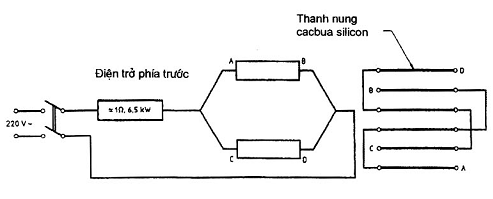 Thanh nung
cacbua silicon
Điện trở phía trước
A
B
≈ 1Ω, 6.5 kW
220 V ~
C
D
D
B
C
A